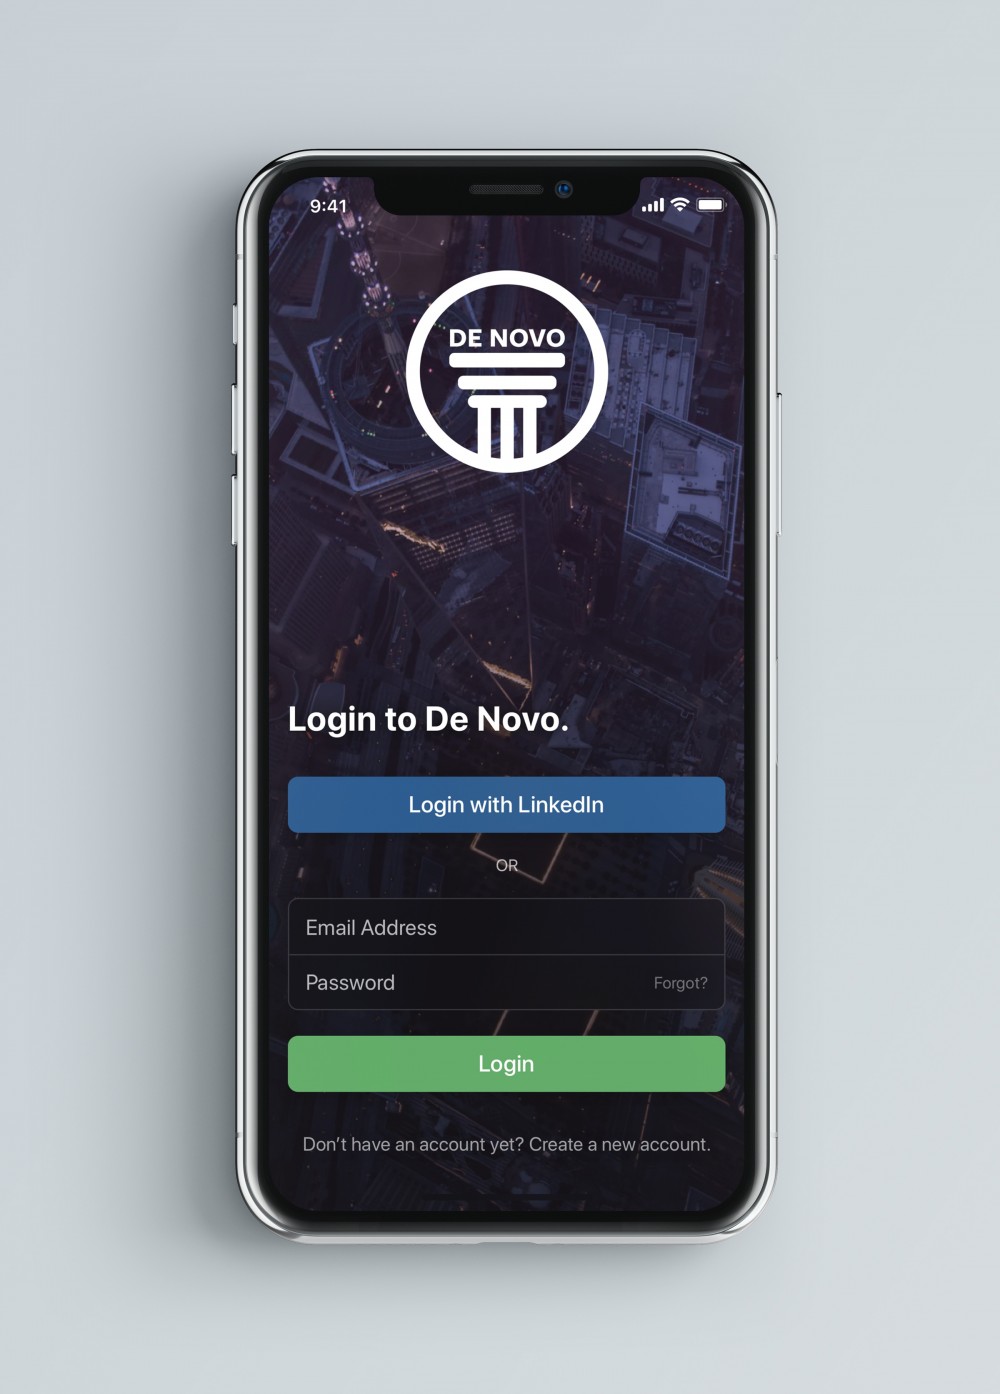 9:41
DE NOVO
Login to De Novo.
Login with LinkedIn
OR
Email Address
Password Forgot?
Login
Don't have an account yet? Create a new account.